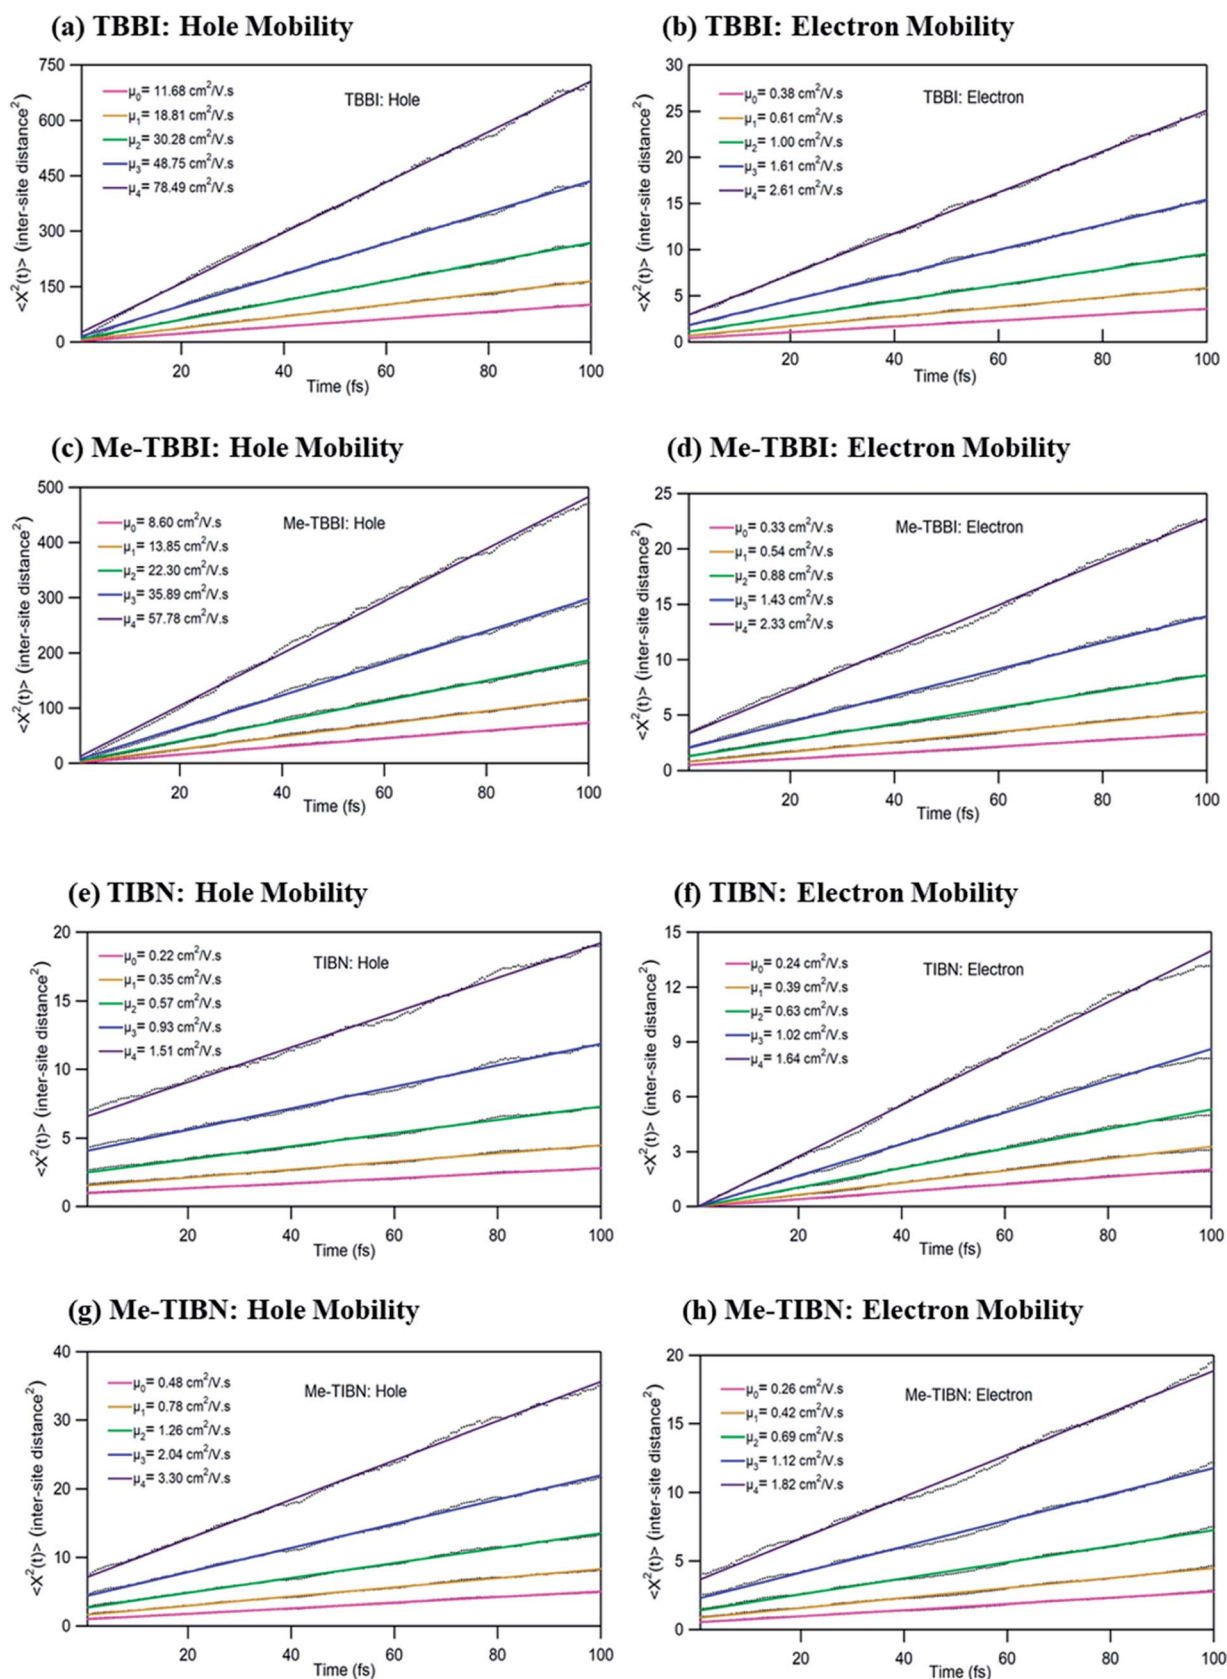 (a) TBBI: Hole Mobility
750
600
450
300
150
0
<X²(t)> (inter-site distance²)
μ₀= 11.68 cm²/V.s
μ₁= 18.81 cm²/V.s
μ₂= 30.28 cm²/V.s
μ₃= 48.75 cm²/V.s
μ₄= 78.49 cm²/V.s
TBBI: Hole
20 40 60 80 100
Time (fs)
(b) TBBI: Electron Mobility
30
25
20
15
10
5
0
<X²(t)> (inter-site distance²)
μ₀= 0.38 cm²/V.s
μ₁= 0.61 cm²/V.s
μ₂= 1.00 cm²/V.s
μ₃= 1.61 cm²/V.s
μ₄= 2.61 cm²/V.s
TBBI: Electron
20 40 60 80 100
Time (fs)
(c) Me-TBBI: Hole Mobility
500
400
300
200
100
0
<X²(t)> (inter-site distance²)
μ₀= 8.60 cm²/V.s
μ₁= 13.85 cm²/V.s
μ₂= 22.30 cm²/V.s
μ₃= 35.89 cm²/V.s
μ₄= 57.78 cm²/V.s
Me-TBBI: Hole
20 40 60 80 100
Time (fs)
(d) Me-TBBI: Electron Mobility
25
20
15
10
5
0
<X²(t)> (inter-site distance²)
μ₀= 0.33 cm²/V.s
μ₁= 0.54 cm²/V.s
μ₂= 0.88 cm²/V.s
μ₃= 1.43 cm²/V.s
μ₄= 2.33 cm²/V.s
Me-TBBI: Electron
20 40 60 80 100
Time (fs)
(e) TIBN: Hole Mobility
20
15
10
5
0
<X²(t)> (inter-site distance²)
μ₀= 0.22 cm²/V.s
μ₁= 0.35 cm²/V.s
μ₂= 0.57 cm²/V.s
μ₃= 0.93 cm²/V.s
μ₄= 1.51 cm²/V.s
TIBN: Hole
20 40 60 80 100
Time (fs)
(f) TIBN: Electron Mobility
15
12
9
6
3
0
<X²(t)> (inter-site distance²)
μ₀= 0.24 cm²/V.s
μ₁= 0.39 cm²/V.s
μ₂= 0.63 cm²/V.s
μ₃= 1.02 cm²/V.s
μ₄= 1.64 cm²/V.s
TIBN: Electron
20 40 60 80 100
Time (fs)
(g) Me-TIBN: Hole Mobility
40
30
20
10
0
<X²(t)> (inter-site distance²)
μ₀= 0.48 cm²/V.s
μ₁= 0.78 cm²/V.s
μ₂= 1.26 cm²/V.s
μ₃= 2.04 cm²/V.s
μ₄= 3.30 cm²/V.s
Me-TIBN: Hole
20 40 60 80 100
Time (fs)
(h) Me-TIBN: Electron Mobility
20
15
10
5
0
<X²(t)> (inter-site distance²)
μ₀= 0.26 cm²/V.s
μ₁= 0.42 cm²/V.s
μ₂= 0.69 cm²/V.s
μ₃= 1.12 cm²/V.s
μ₄= 1.82 cm²/V.s
Me-TIBN: Electron
20 40 60 80 100
Time (fs)